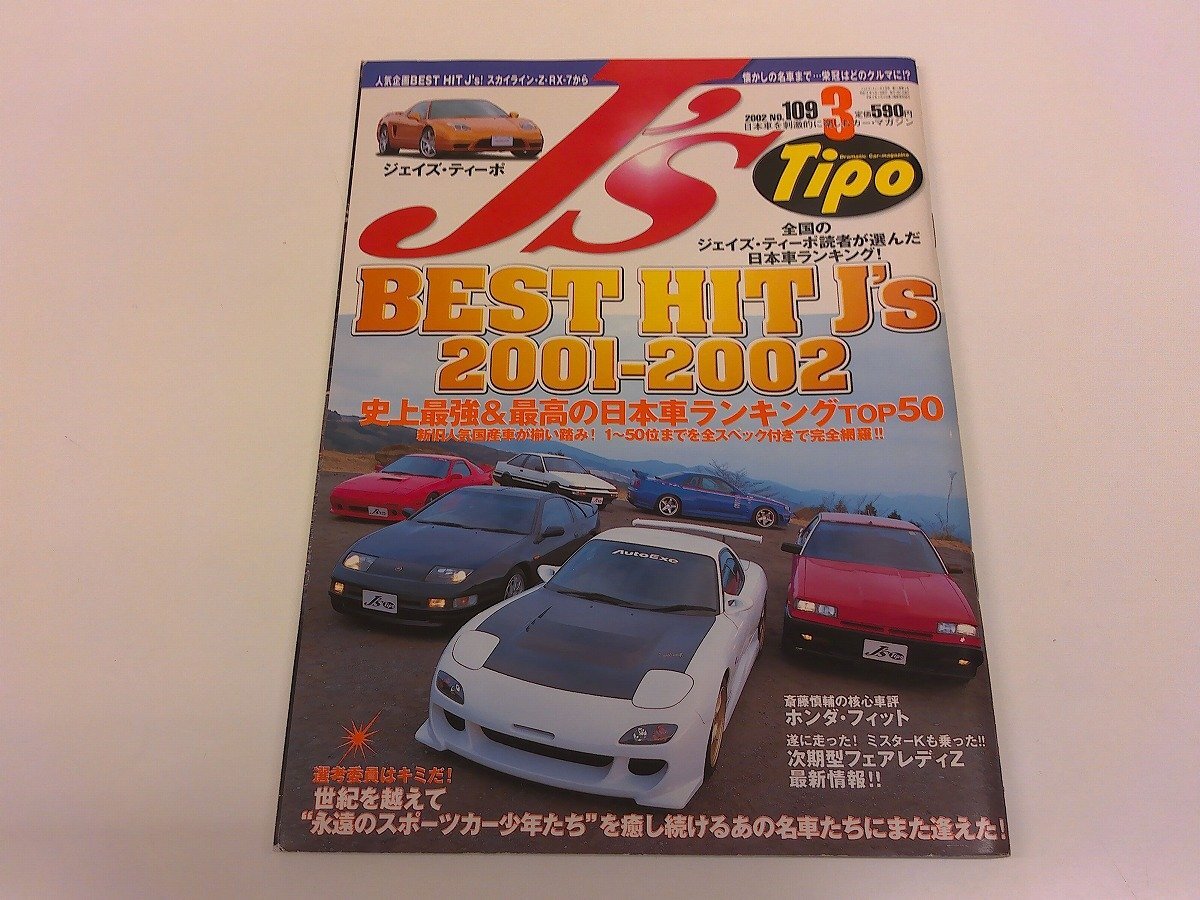 人気企画BEST HIT J's! スカイライン・Z・RX-7から
懐かしの名車まで…栄冠はどのクルマに!?
J's
ジェイズ・ティーポ
2002 NO.109
3
定価590円
日本車を刺激的に楽しむカー・マガジン
Dramatic Car-magazine
Tipo
全国の
ジェイズ・ティーポ読者が選んだ
日本車ランキング!
BEST HIT J's
2001-2002
史上最強&最高の日本車ランキングTOP50
新旧人気国産車が揃い踏み! 1〜50位までを全スペック付きで完全網羅!!
AutoExe
J's Tipo
J's Tipo
斎藤慎輔の核心車評
ホンダ・フィット
遂に走った! ミスターKも乗った!!
次期型フェアレディZ
最新情報!!
選考委員はキミだ!
世紀を越えて
“永遠のスポーツカー少年たち”を癒し続けるあの名車たちにまた逢えた!